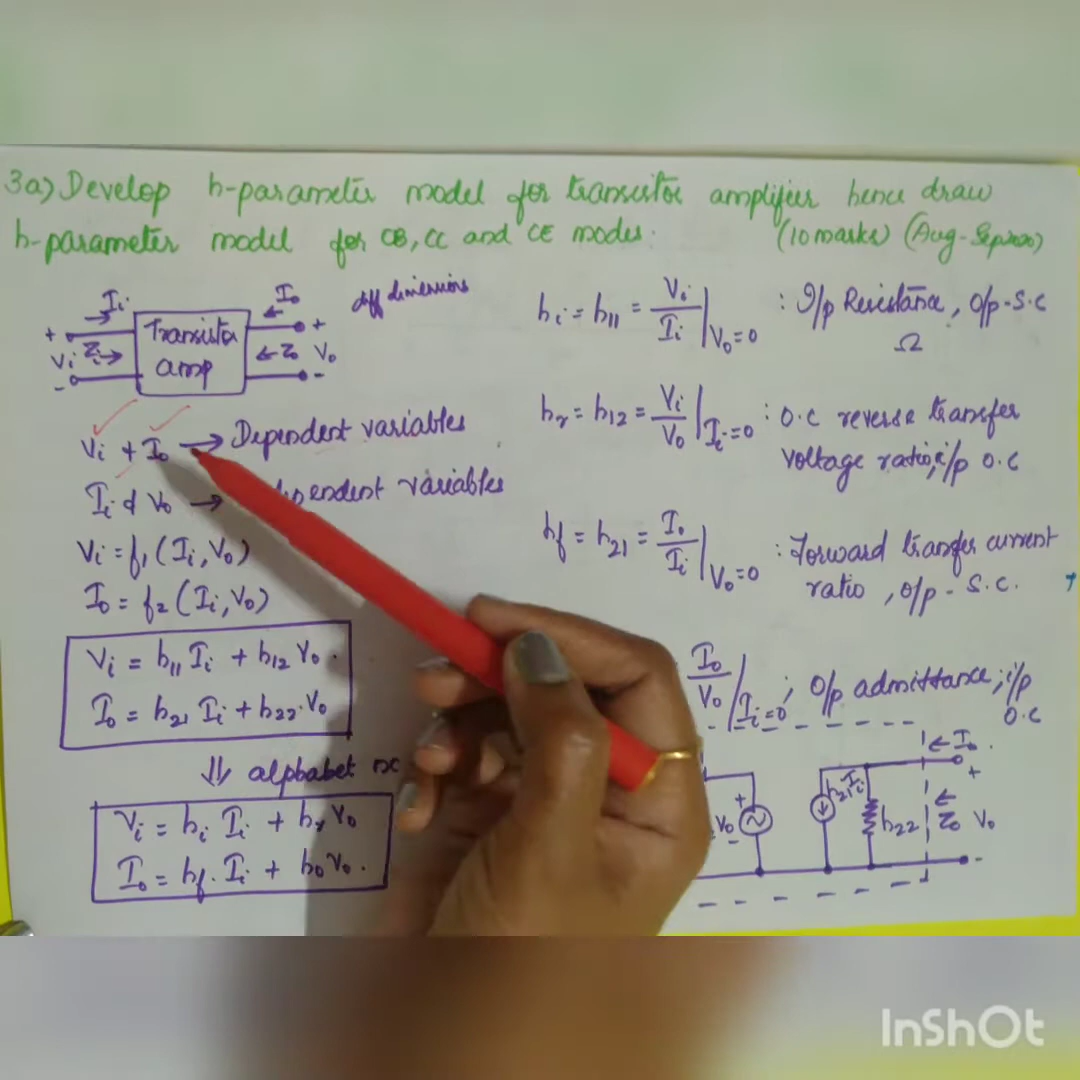 3a) Develop h-parameter model for transistor amplifier hence draw
h-parameter model for CB, CC and CE modes. (10 marks) (Aug-Sep 2020)
Ii
Io
diff dimensions
+
Zi
Vi
-
Transistor
amp
+
Zo
Vo
-
Vi + Io → Dependent variables
Ii & Vo → dependent variables
Vi = f1 (Ii, Vo)
Io = f2 (Ii, Vo)
Vi = h11 Ii + h12 Vo.
Io = h21 Ii + h22.Vo
⇓ alphabet
Vi = hi Ii + hr Vo
Io = hf. Ii + ho Vo.
hi = h11 = Vi/Ii |Vo=0 : I/p Resistance, o/p-s.c
Ω
hr = h12 = Vi/Vo |Ii=0 : O.C reverse transfer
voltage ratio, i/p O.C
hf = h21 = Io/Ii |Vo=0 : Forward transfer current
ratio, o/p - s.c.
Io/Vo |Ii=0 ; O/p admittance, i/p
O.C
Vo
+
-
h21Ii
h22
← Io.
+
Zo
Vo
-
InShOt